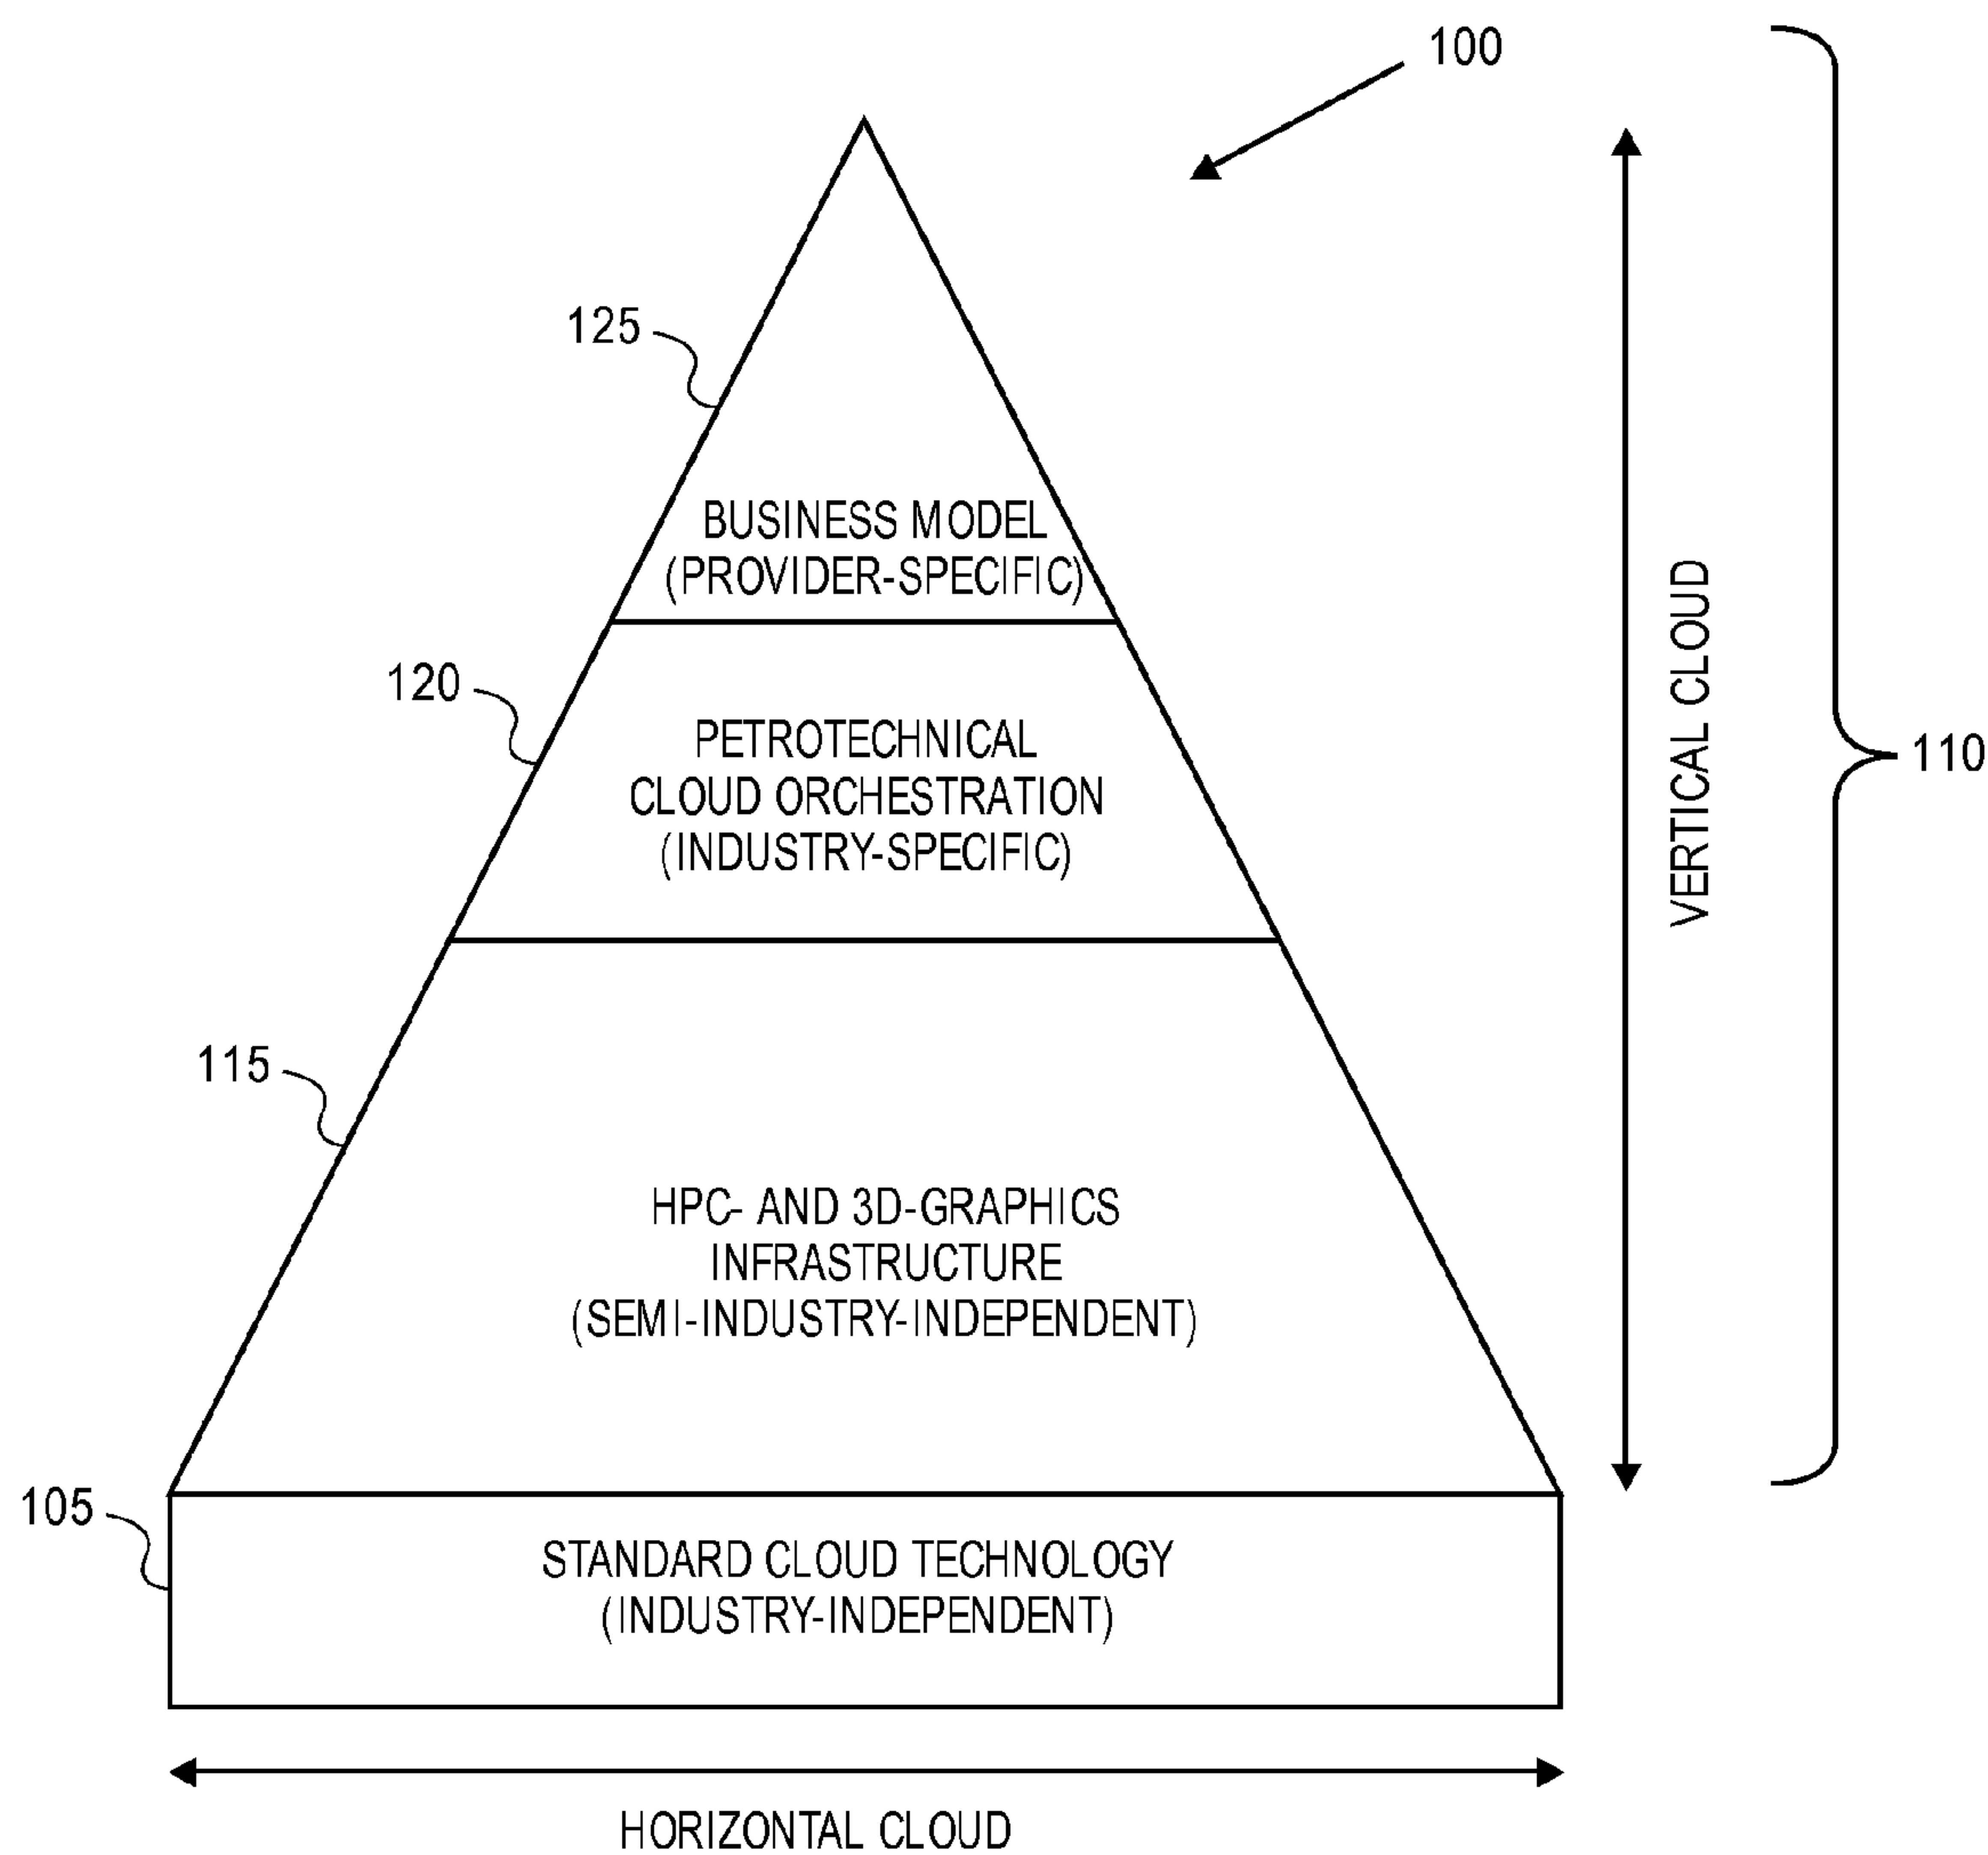 100
125
BUSINESS MODEL
(PROVIDER-SPECIFIC)
120
PETROTECHNICAL
CLOUD ORCHESTRATION
(INDUSTRY-SPECIFIC)
VERTICAL CLOUD
110
115
HPC- AND 3D-GRAPHICS
INFRASTRUCTURE
(SEMI-INDUSTRY-INDEPENDENT)
105
STANDARD CLOUD TECHNOLOGY
(INDUSTRY-INDEPENDENT)
HORIZONTAL CLOUD